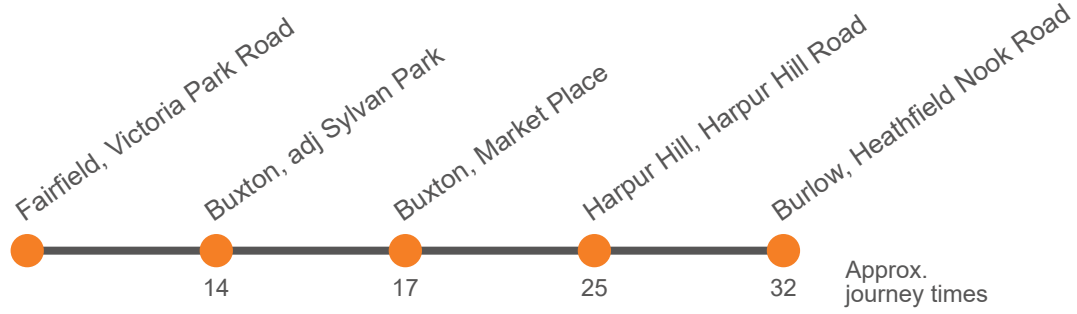 Fairfield, Victoria Park Road
Buxton, adj Sylvan Park
Buxton, Market Place
Harpur Hill, Harpur Hill Road
Burlow, Heathfield Nook Road
14
17
25
32
Approx.
journey times